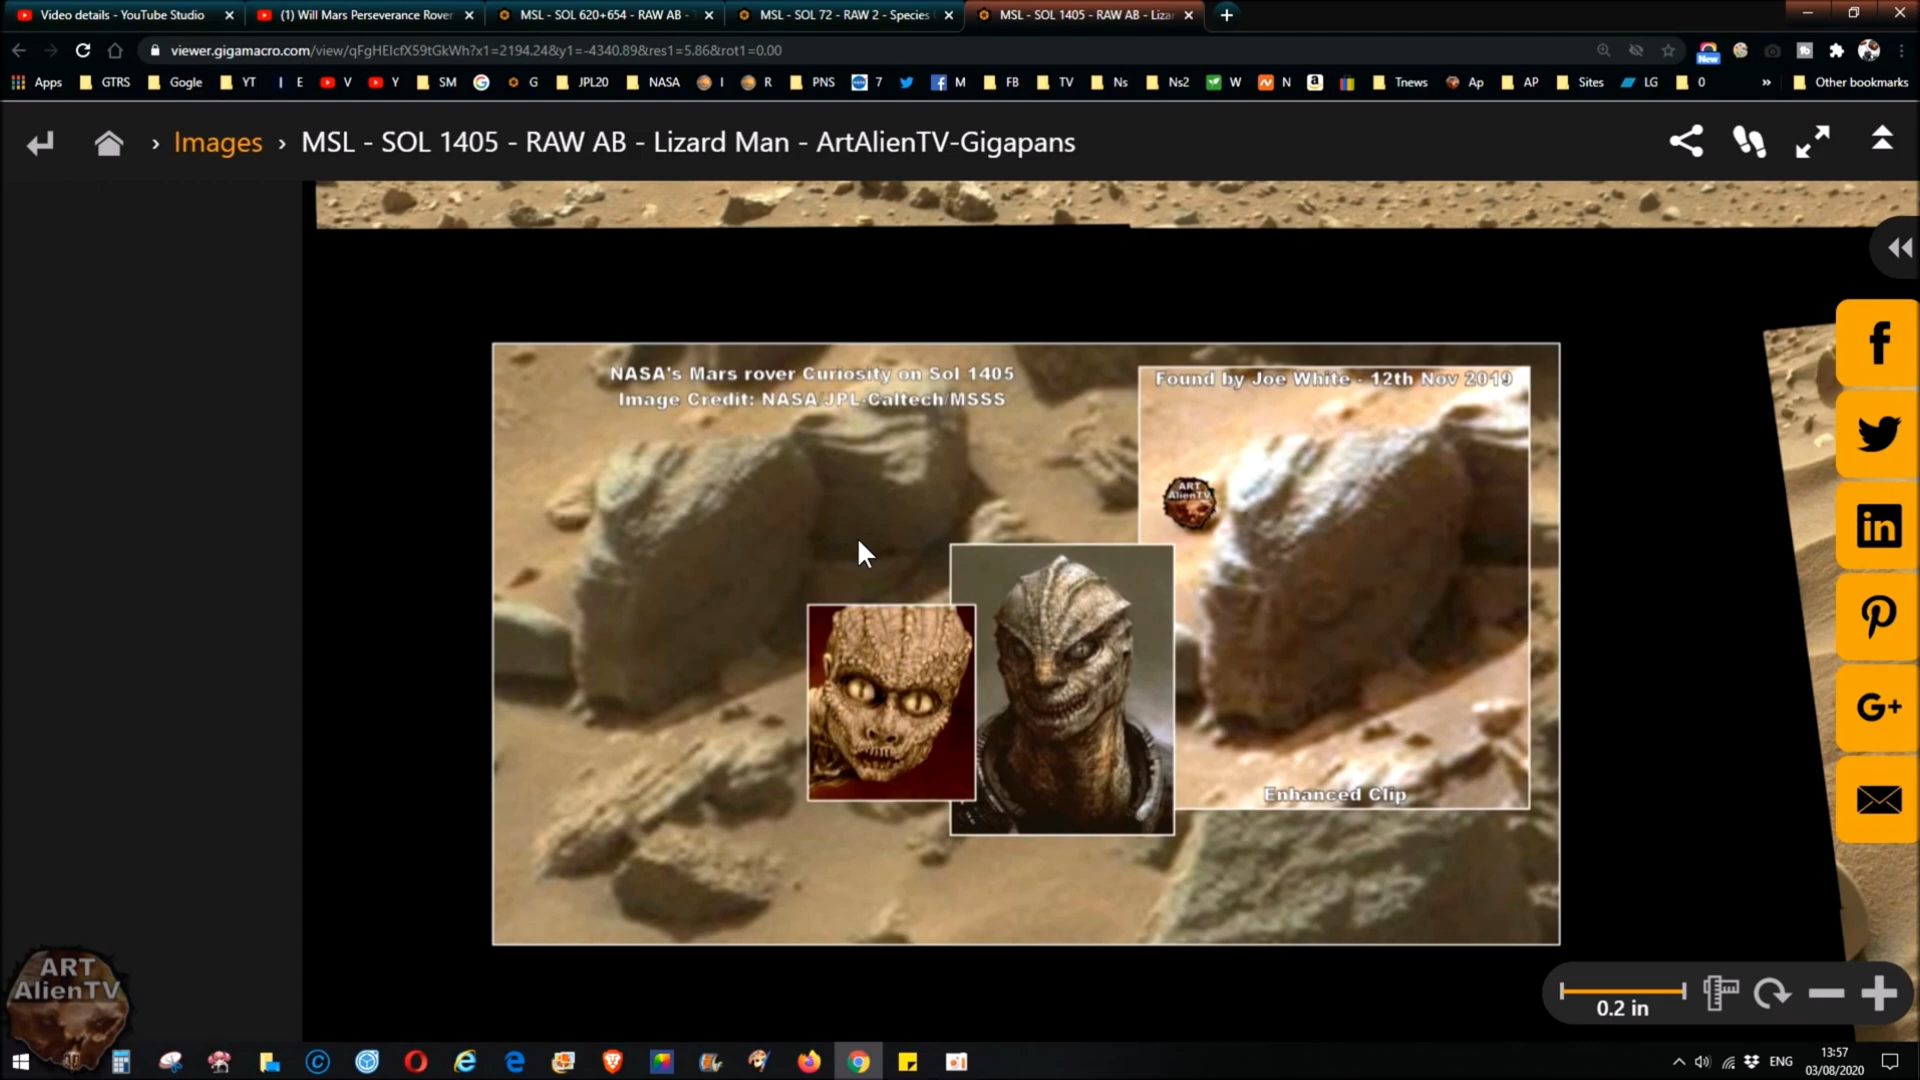 Video details - YouTube Studio
(1) Will Mars Perseverance Rover
MSL - SOL 620+654 - RAW AB -
MSL - SOL 72 - RAW 2 - Species
MSL - SOL 1405 - RAW AB - Liza
viewer.gigamacro.com/view/qFgHEIcfX59tGkWh?x1=2194.24&y1=-4340.89&res1=5.86&rot1=0.00
New
Apps GTRS Gogle YT E V Y SM G JPL20 NASA I R PNS 7 M FB TV Ns Ns2 W N Tnews Ap AP Sites LG 0 » Other bookmarks
› Images › MSL - SOL 1405 - RAW AB - Lizard Man - ArtAlienTV-Gigapans
NASA's Mars rover Curiosity on Sol 1405
Image Credit: NASA/JPL-Caltech/MSSS
Found by Joe White - 12th Nov 2019
ART
AlienTV
Enhanced Clip
G+
ART
AlienTV
0.2 in
ENG
13:57
03/08/2020